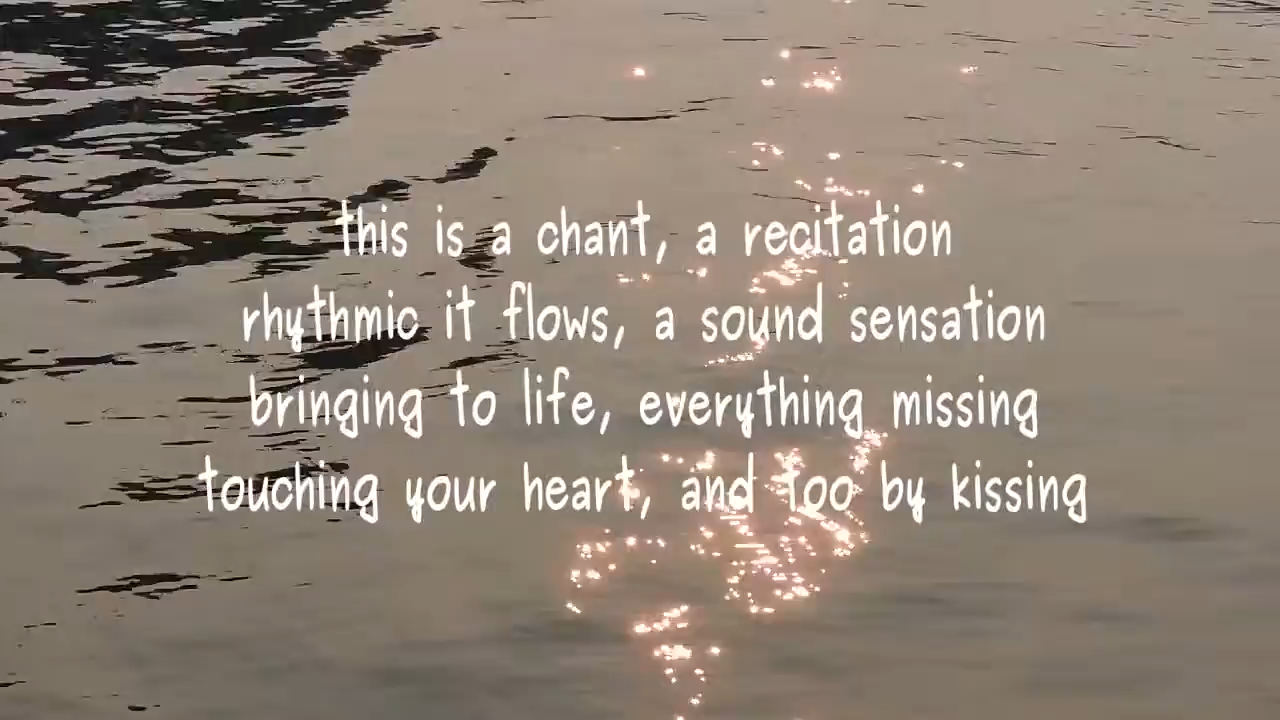 this is a chant, a recitation
rhythmic it flows, a sound sensation
bringing to life, everything missing
touching your heart, and too by kissing